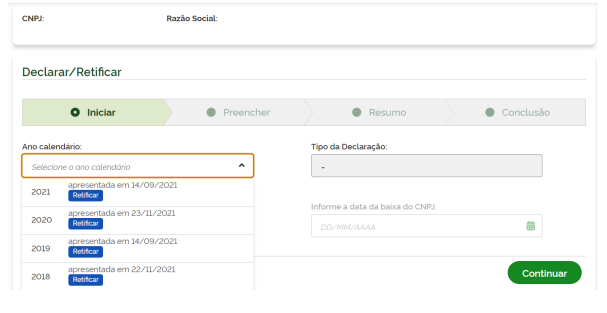 CNPJ: Razão Social:
Declarar/Retificar
Iniciar Preencher Resumo Conclusão
Ano calendário: Tipo da Declaração:
Selecione o ano calendário -
2021 apresentada em 14/09/2021
Retificar
2020 apresentada em 23/11/2021
Retificar
2019 apresentada em 14/09/2021
Retificar
2018 apresentada em 22/11/2021
Retificar
Informe a data da baixa do CNPJ:
DD/MM/AAAA
Continuar